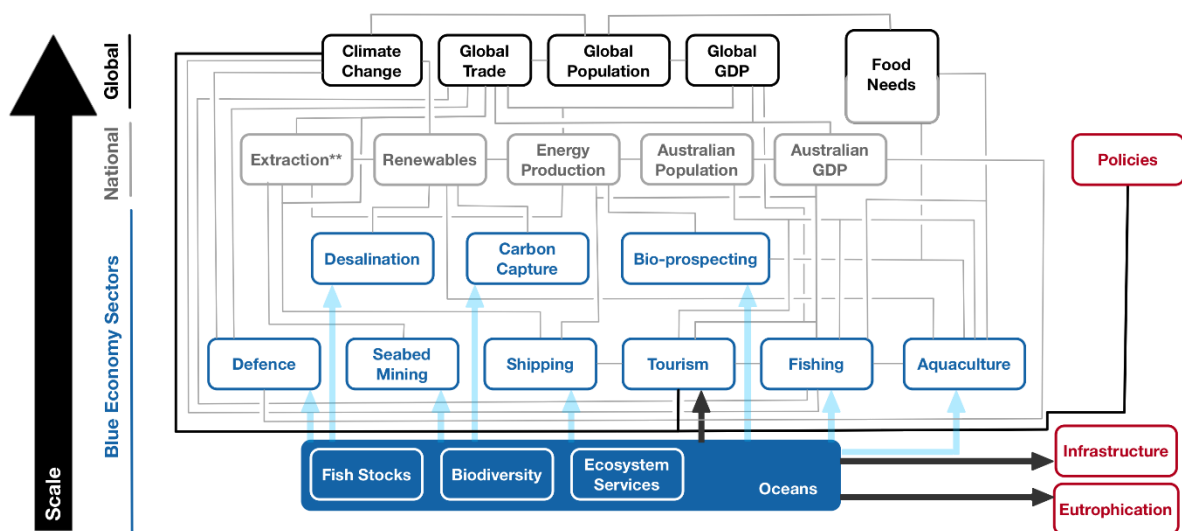 Scale
Global
National
Blue Economy Sectors
Climate
Change
Global
Trade
Global
Population
Global
GDP
Food
Needs
Extraction**
Renewables
Energy
Production
Australian
Population
Australian
GDP
Policies
Desalination
Carbon
Capture
Bio-prospecting
Defence
Seabed
Mining
Shipping
Tourism
Fishing
Aquaculture
Fish Stocks
Biodiversity
Ecosystem
Services
Oceans
Infrastructure
Eutrophication